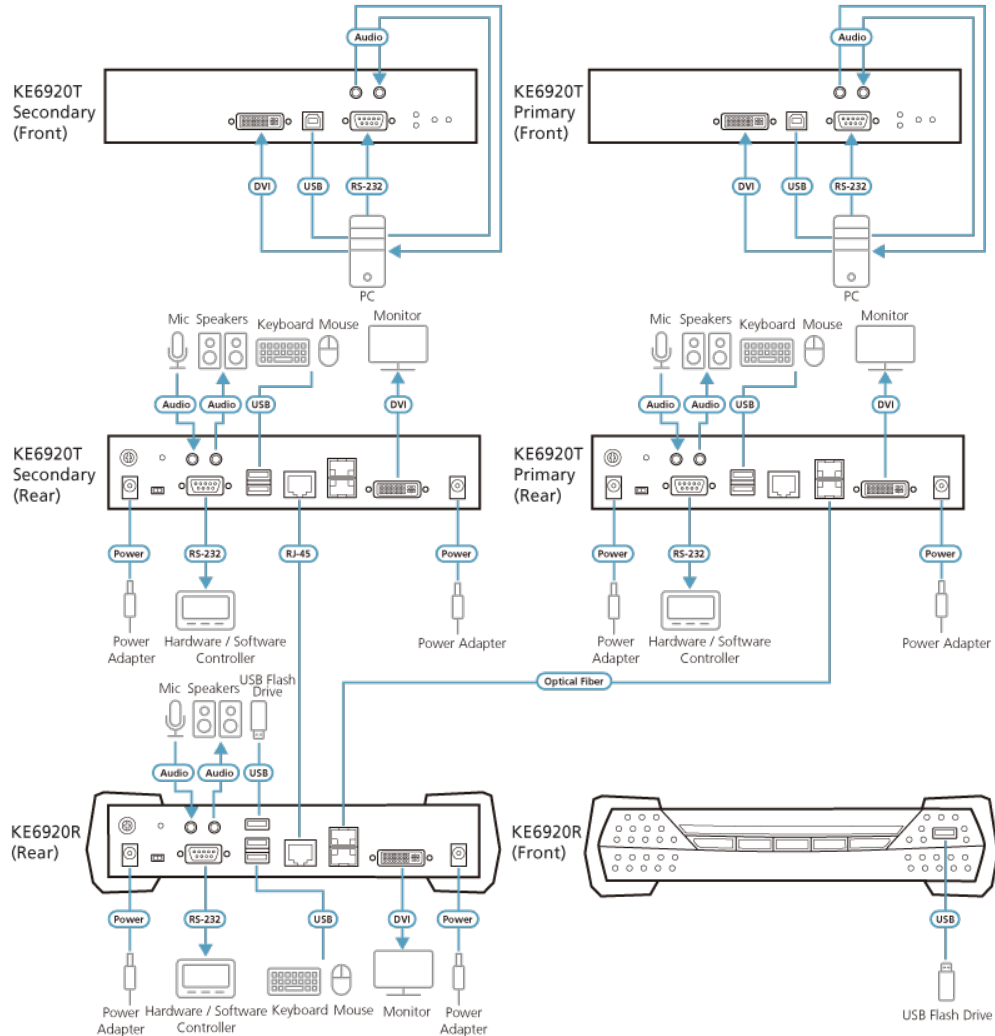 Audio
Audio
KE6920T
Secondary
(Front)
KE6920T
Primary
(Front)
DVI
USB
RS-232
DVI
USB
RS-232
PC
PC
Mic Speakers Keyboard Mouse Monitor
Mic Speakers Keyboard Mouse Monitor
Audio
Audio
USB
DVI
Audio
Audio
USB
DVI
KE6920T
Secondary
(Rear)
KE6920T
Primary
(Rear)
Power
RS-232
RJ-45
Power
Power
RS-232
Power
Power
Adapter
Hardware / Software
Controller
Power Adapter
Power
Adapter
Hardware / Software
Controller
Power Adapter
Optical Fiber
Mic Speakers USB Flash
Drive
Audio
Audio
USB
KE6920R
(Rear)
KE6920R
(Front)
Power
RS-232
USB
DVI
Power
USB
Power
Adapter
Hardware / Software
Controller
Keyboard Mouse Monitor
Power
Adapter
USB Flash Drive